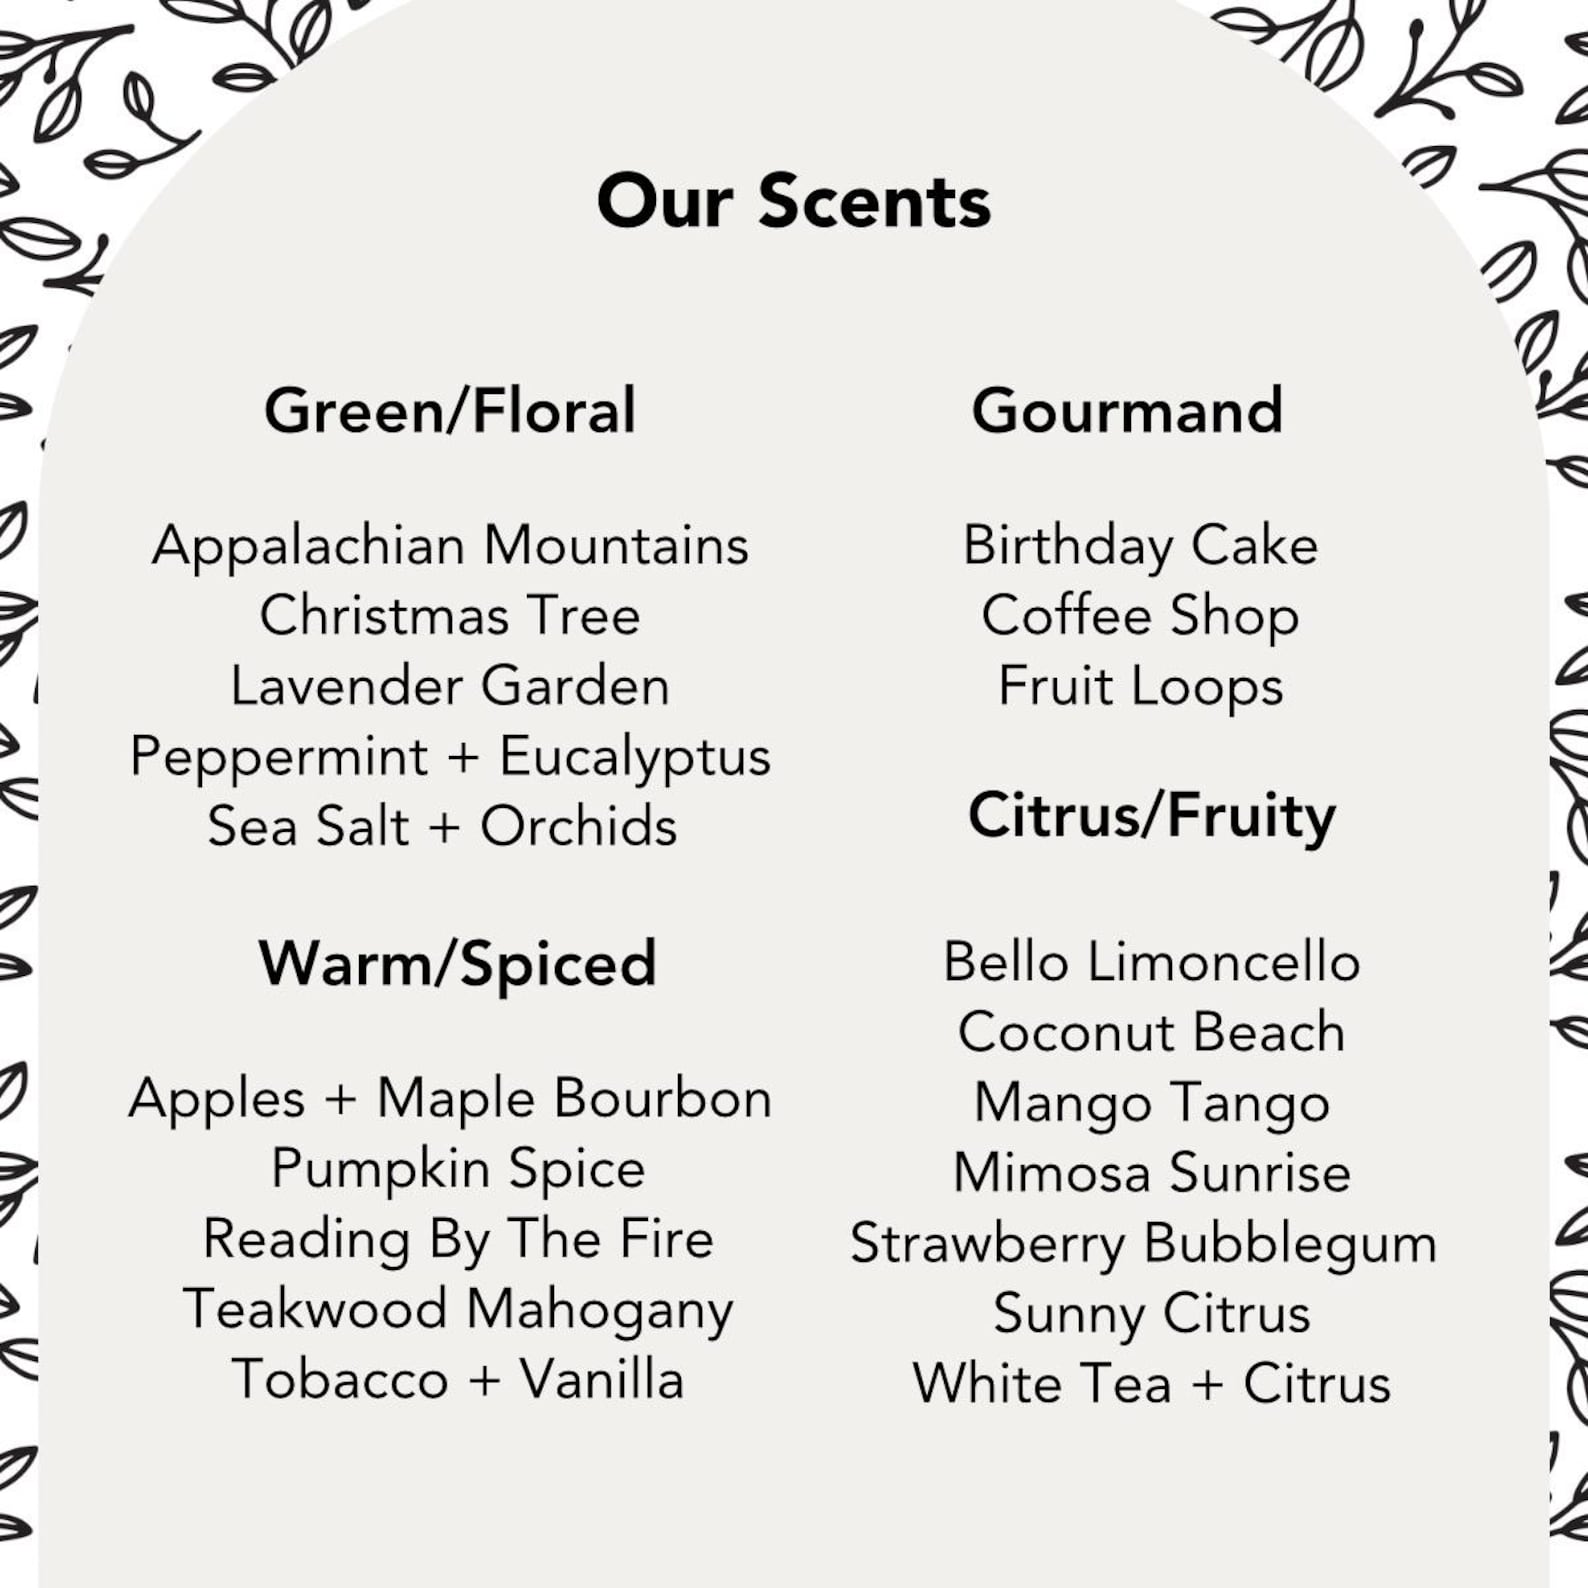 Our Scents
Green/Floral
Appalachian Mountains
Christmas Tree
Lavender Garden
Peppermint + Eucalyptus
Sea Salt + Orchids
Warm/Spiced
Apples + Maple Bourbon
Pumpkin Spice
Reading By The Fire
Teakwood Mahogany
Tobacco + Vanilla
Gourmand
Birthday Cake
Coffee Shop
Fruit Loops
Citrus/Fruity
Bello Limoncello
Coconut Beach
Mango Tango
Mimosa Sunrise
Strawberry Bubblegum
Sunny Citrus
White Tea + Citrus